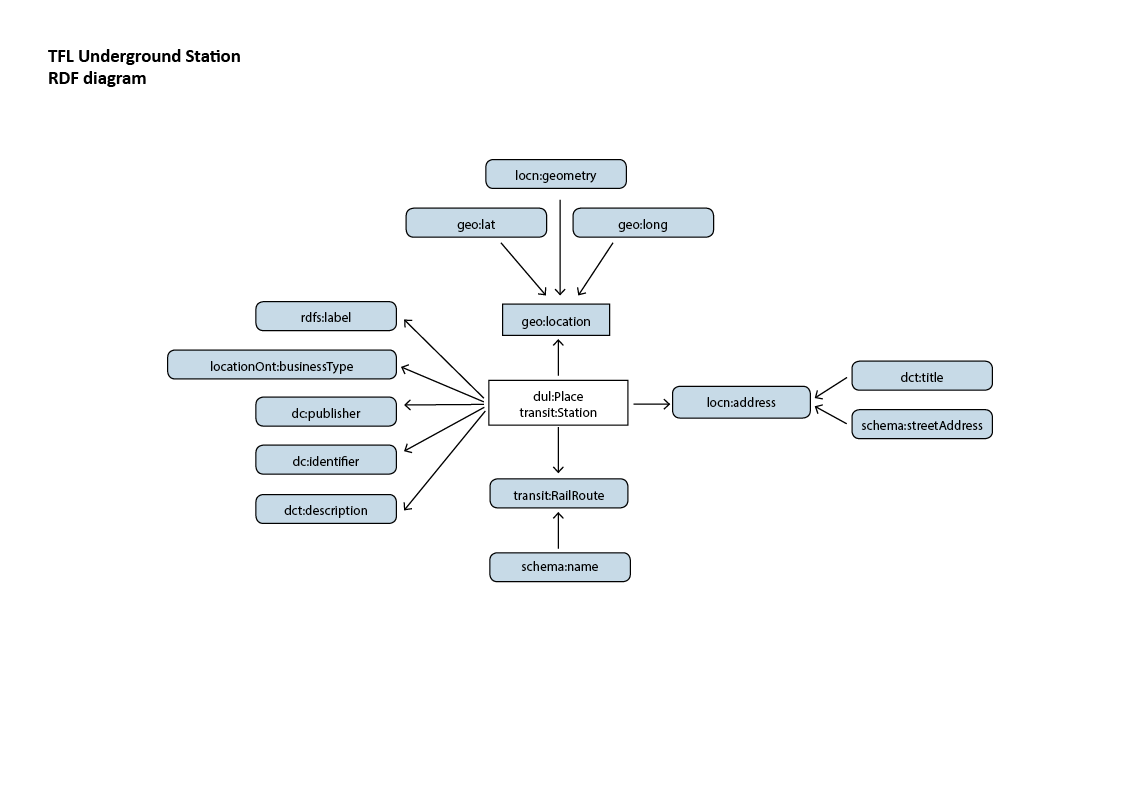 TFL Underground Station
RDF diagram
locn:geometry
geo:lat
geo:long
rdfs:label
geo:location
locationOnt:businessType
dul:Place
transit:Station
dc:publisher
locn:address
dct:title
schema:streetAddress
dc:identifier
dct:description
transit:RailRoute
schema:name